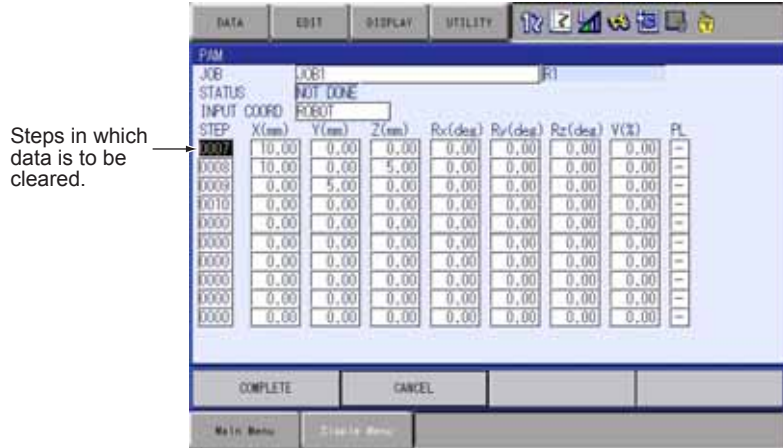 DATA EDIT DISPLAY UTILITY
PAM
JOB JOB1 R1
STATUS NOT DONE
INPUT COORD ROBOT
STEP X(mm) Y(mm) Z(mm) Rx(deg) Ry(deg) Rz(deg) V(%) PL
Steps in which
data is to be
cleared.
0007 10.00 0.00 0.00 0.00 0.00 0.00 0.00 -
0008 10.00 0.00 5.00 0.00 0.00 0.00 0.00 -
0009 0.00 5.00 0.00 0.00 0.00 0.00 0.00 -
0010 0.00 0.00 0.00 0.00 0.00 0.00 0.00 -
0000 0.00 0.00 0.00 0.00 0.00 0.00 0.00 -
0000 0.00 0.00 0.00 0.00 0.00 0.00 0.00 -
0000 0.00 0.00 0.00 0.00 0.00 0.00 0.00 -
0000 0.00 0.00 0.00 0.00 0.00 0.00 0.00 -
0000 0.00 0.00 0.00 0.00 0.00 0.00 0.00 -
0000 0.00 0.00 0.00 0.00 0.00 0.00 0.00 -
COMPLETE CANCEL
Main Menu Simple Menu